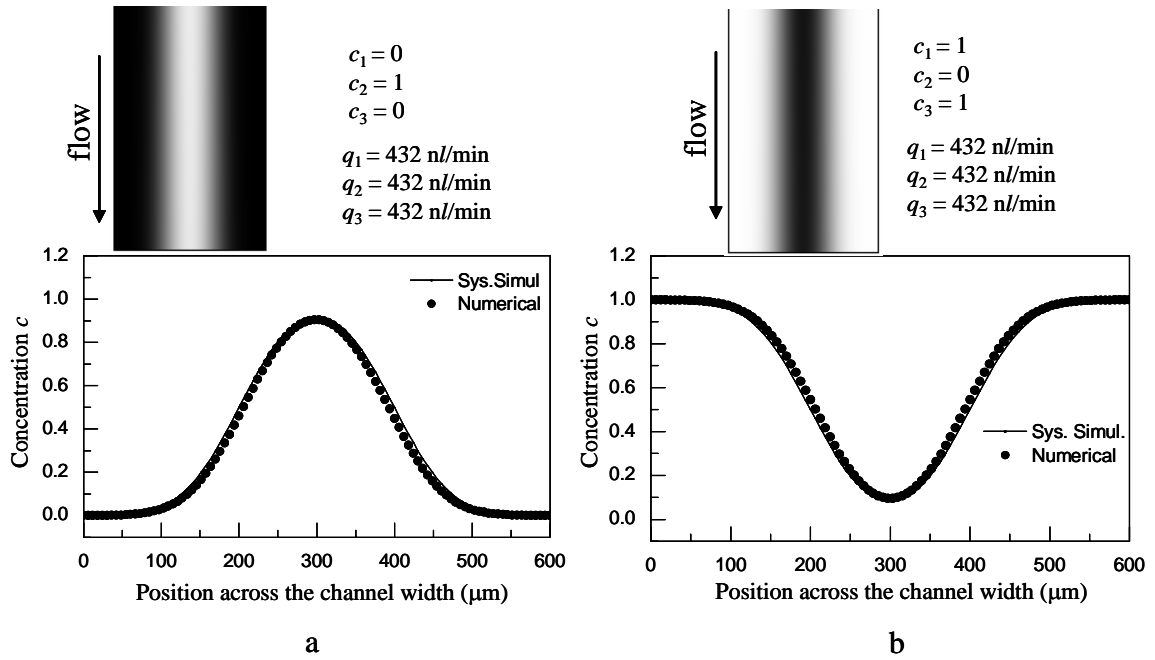 flow
c1 = 0
c2 = 1
c3 = 0
q1 = 432 nl/min
q2 = 432 nl/min
q3 = 432 nl/min
1.2
1.0
0.8
0.6
0.4
0.2
0.0
Concentration c
Sys.Simul
Numerical
0 100 200 300 400 500 600
Position across the channel width (μm)
a
flow
c1 = 1
c2 = 0
c3 = 1
q1 = 432 nl/min
q2 = 432 nl/min
q3 = 432 nl/min
1.2
1.0
0.8
0.6
0.4
0.2
0.0
Concentration c
Sys. Simul.
Numerical
0 100 200 300 400 500 600
Position across the channel width (μm)
b